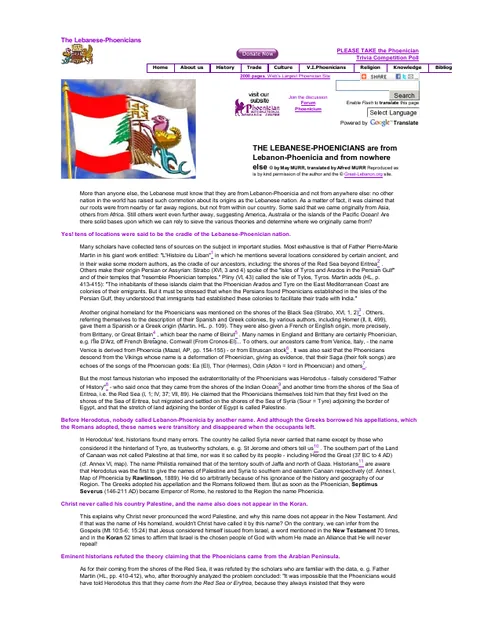 The Lebanese-Phoenicians
Donate Now
PLEASE TAKE the Phoenician
Trivia Competition Poll
Home About us History Trade Culture V.I.Phoenicians Religion Knowledge Bibliog
2000 pages, Web's Largest Phoenician Site
SHARE
visit our
outsite
Phoenician
INTERNATIONAL
Join the discussion
Forum
Phoenicium
Search
Enable Flash to translate this page
Select Language
Powered by Google Translate
THE LEBANESE-PHOENICIANS are from
Lebanon-Phoenicia and from nowhere
else © by May MURR, translated by Alfred MURR Reproduced as
is by kind permission of the author and the © Great-Lebanon.org site.
More than anyone else, the Lebanese must know that they are from Lebanon-Phoenicia and not from anywhere else: no other
nation in the world has raised such commotion about its origins as the Lebanese nation. As a matter of fact, it was claimed that
our roots were from nearby or far away regions, but not from within our country. Some said that we came originally from Asia,
others from Africa. Still others went even further away, suggesting America, Australia or the islands of the Pacific Ocean! Are
there solid bases upon which we can rely to sieve the various theories and determine where we originally came from?
Yes! tens of locations were said to be the cradle of the Lebanese-Phoenician nation.
Many scholars have collected tens of sources on the subject in important studies. Most exhaustive is that of Father Pierre-Marie
Martin in his giant work entitled: "L'Histoire du Liban" in which he mentions several locations considered by certain ancient, and
in their wake some modern authors, as the cradle of our ancestors, including: the shores of the Red Sea beyond Eritrea.
Others make their origin Persian or Assyrian: Strabo (XVI, 3 and 4) spoke of the "isles of Tyros and Arados in the Persian Gulf"
and of their temples that "resemble Phoenician temples." Pliny (VI, 43) called the isle of Tylos, Tyros. Martin adds (HL, p.
413-415): "The inhabitants of these islands claim that the Phoenician Arados and Tyre on the East Mediterranean Coast are
colonies of their emigrants. But it must be stressed that when the Persians found Phoenicians established in the isles of the
Persian Gulf, they understood that immigrants had established these colonies to facilitate their trade with India."
Another original homeland for the Phoenicians was mentioned on the shores of the Black Sea (Strabo, XVI, 1, 2). Others,
referring themselves to the description of their Spanish and Greek colonies, by various authors, including Homer (II, II, 499),
gave them a Spanish or a Greek origin (Martin, HL, p. 109). They were also given a French or English origin, more precisely,
from Brittany, or Great Britain, which bear the name of Beirut. Many names in England and Brittany are certainly Phoenician,
e.g. l'Île D'Arz, off French Bregagne, Cornwall (From Cronos-El)... To others, our ancestors came from Venice, Italy, - the name
Venice is derived from Phoenicia (Mazel, AP, pp. 154-155) - or from Etruscan stock. It was also said that the Phoenicians
descend from the Vikings whose name is a deformation of Phoenician, giving as evidence, that their Saga (their folk songs) are
echoes of the songs of the Phoenician gods: Ea (El), Thor (Hermes), Odin (Adon = lord in Phoenician) and others.
But the most famous historian who imposed the extraterritoriality of the Phoenicians was Herodotus - falsely considered "Father
of History" - who said once that they came from the shores of the Indian Ocean and another time from the shores of the Sea of
Eritrea, i.e. the Red Sea (I, 1; IV, 37; VII, 89). He claimed that the Phoenicians themselves told him that they first lived on the
shores of the Sea of Eritrea, but migrated and settled on the shores of the Sea of Syria (Sour = Tyre) adjoining the border of
Egypt, and that the stretch of land adjoining the border of Egypt is called Palestine.
Before Herodotus, nobody called Lebanon-Phoenicia by another name. And although the Greeks borrowed his appellations, which
the Romans adopted, these names were transitory and disappeared when the occupants left.
In Herodotus' text, historians found many errors. The country he called Syria never carried that name except by those who
considered it the hinterland of Tyre, as trustworthy scholars, e. g. St Jerome and others tell us. The southern part of the Land
of Canaan was not called Palestine at that time, nor was it so called by its people - including Herod the Great (37 BC to 4 AD)
(cf. Annex VI; map). The name Philistia remained that of the territory south of Jaffa and north of Gaza. Historians are aware
that Herodotus was the first to give the names of Palestine and Syria to southern and eastern Canaan respectively (cf. Annex I,
Map of Phoenicia by Rawlinson, 1889). He did so arbitrarily because of his ignorance of the history and geography of our
Region. The Greeks adopted his appellation and the Romans followed them. But as soon as the Phoenician, Septimus
Severus (146-211 AD) became Emperor of Rome, he restored to the Region the name Phoenicia.
Christ never called his country Palestine, and the name also does not appear in the Koran.
This explains why Christ never pronounced the word Palestine, and why this name does not appear in the New Testament. And
if that was the name of His homeland, wouldn't Christ have called it by this name? On the contrary, we can infer from the
Gospels (Mt 10:5-6; 15:24) that Jesus considered himself issued from Israel, a word mentioned in the New Testament 70 times,
and in the Koran 52 times to affirm that Israel is the chosen people of God with whom He made an Alliance that He will never
repeal!
Eminent historians refuted the theory claiming that the Phoenicians came from the Arabian Peninsula.
As for their coming from the shores of the Red Sea, it was refuted by the scholars who are familiar with the data, e. g. Father
Martin (HL, pp. 410-412), who, after thoroughly analyzing the problem concluded: "It was impossible that the Phoenicians would
have told Herodotus this that they came from the Red Sea or Erythea, because they always insisted that they were